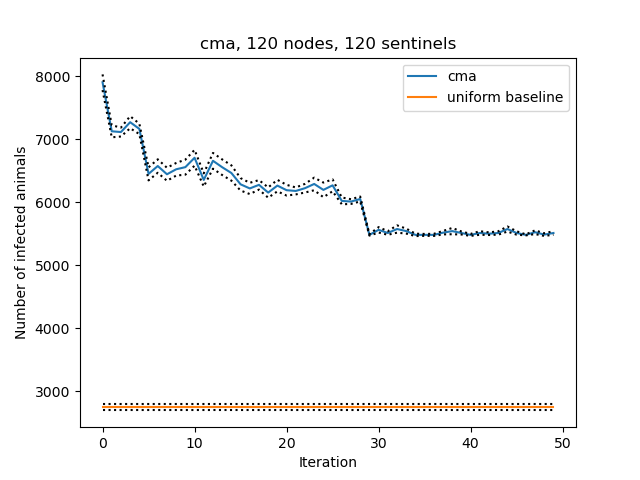 cma, 120 nodes, 120 sentinels
cma
uniform baseline
8000
7000
6000
5000
4000
3000
Number of infected animals
0 10 20 30 40 50
Iteration